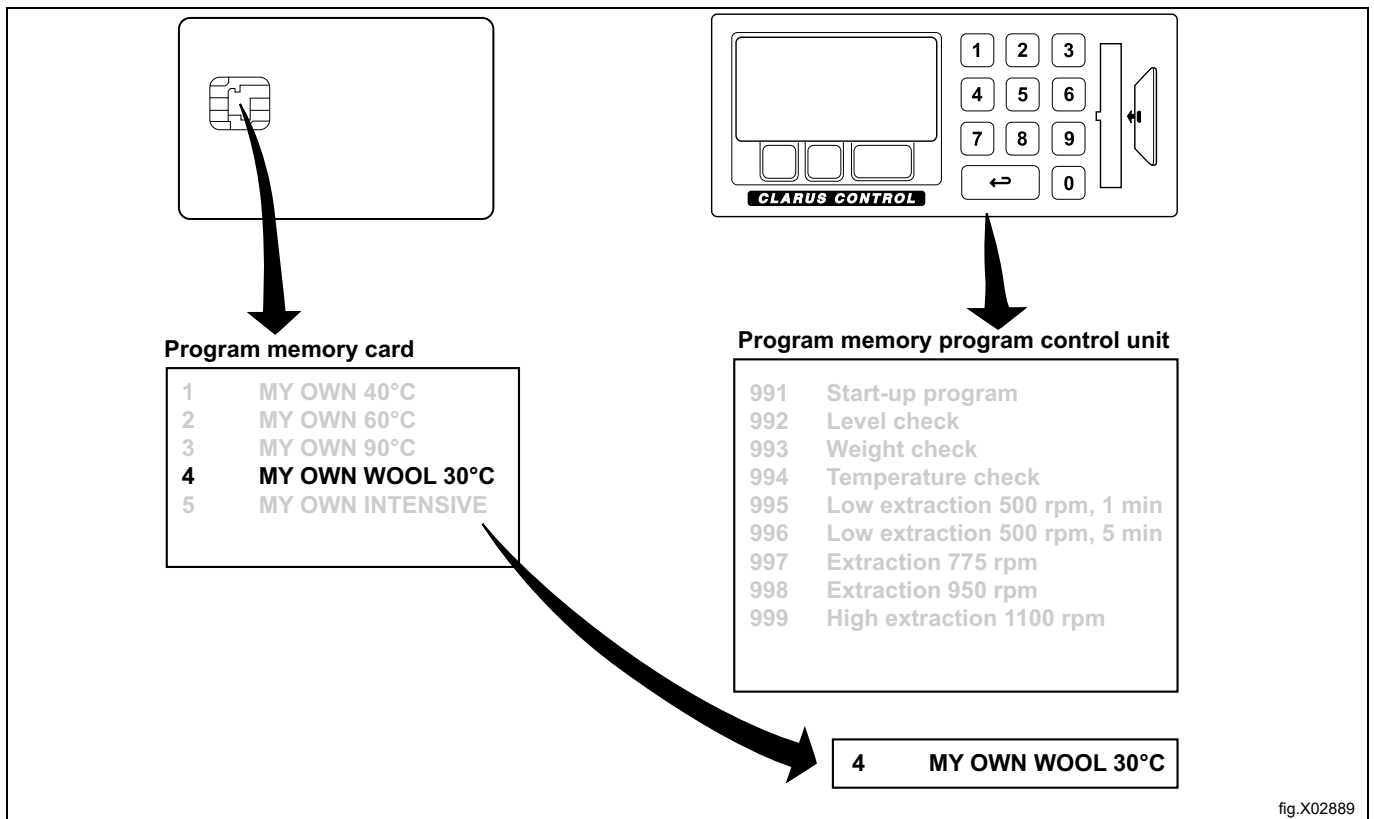 1 2 3
4 5 6
7 8 9
0
CLARUS CONTROL
Program memory card
1 MY OWN 40°C
2 MY OWN 60°C
3 MY OWN 90°C
4 MY OWN WOOL 30°C
5 MY OWN INTENSIVE
Program memory program control unit
991 Start-up program
992 Level check
993 Weight check
994 Temperature check
995 Low extraction 500 rpm, 1 min
996 Low extraction 500 rpm, 5 min
997 Extraction 775 rpm
998 Extraction 950 rpm
999 High extraction 1100 rpm
4 MY OWN WOOL 30°C
fig.X02889